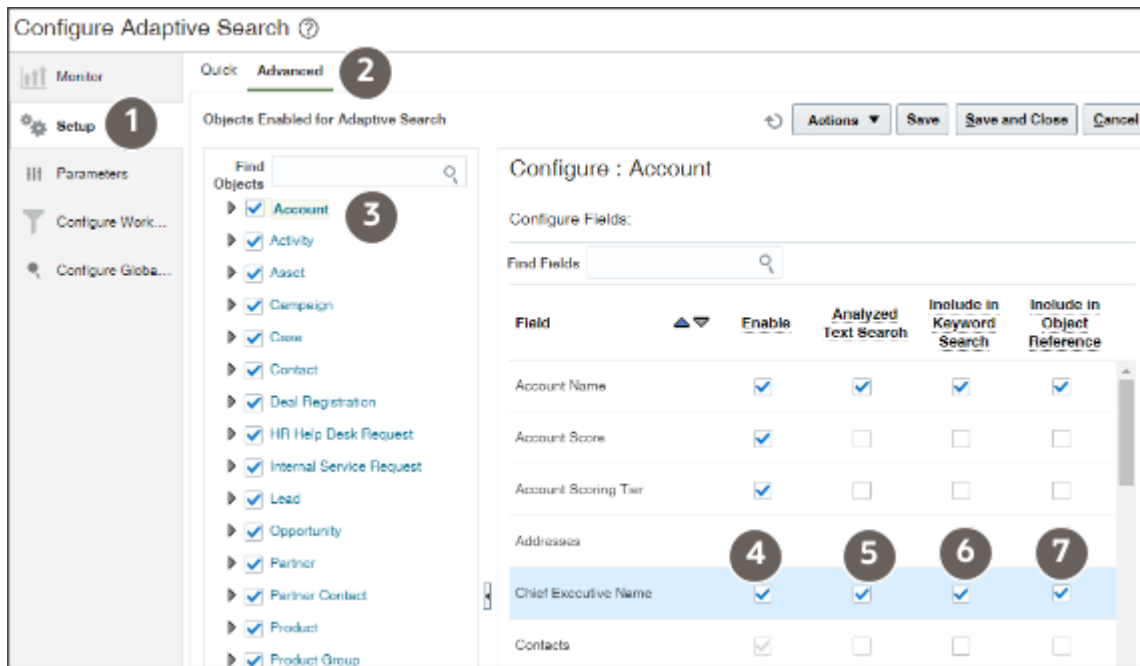 Configure Adaptive Search ?
Monitor
Setup
1
Parameters
Configure Work...
Configure Globa...
Quick Advanced
2
Objects Enabled for Adaptive Search
Actions Save Save and Close Cancel
Find
Objects
Account
3
Activity
Asset
Campaign
Case
Contact
Deal Registration
HR Help Desk Request
Internal Service Request
Lead
Opportunity
Partner
Partner Contact
Product
Product Group
Configure : Account
Configure Fields:
Find Fields
Field Enable Analyzed Text Search Include in Keyword Search Include in Object Reference
Account Name
Account Score
Account Scoring Tier
Addresses
4 5 6 7
Chief Executive Name
Contacts